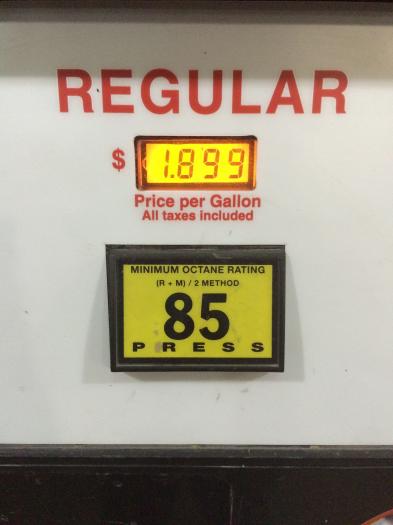 REGULAR
$ 1.899
Price per Gallon
All taxes included
MINIMUM OCTANE RATING
(R + M) / 2 METHOD
85
PRESS